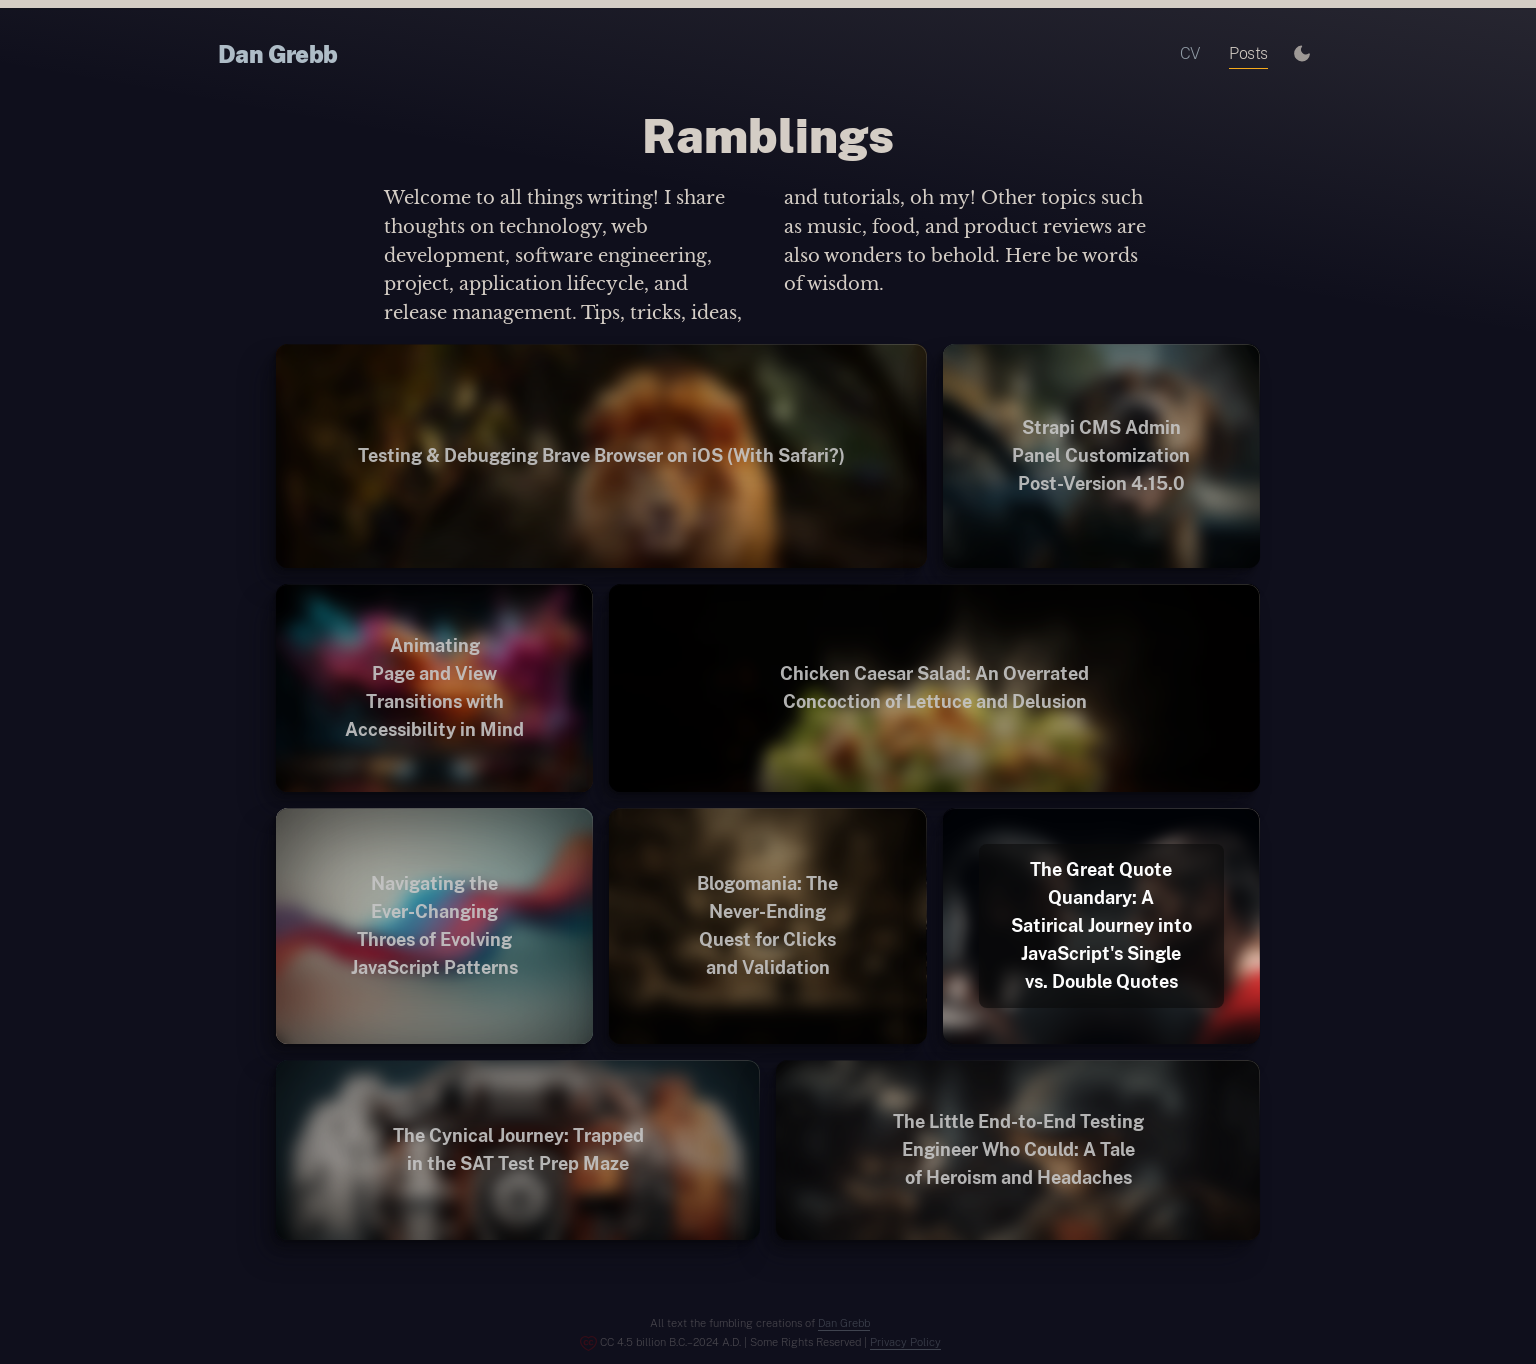 Dan Grebb
CV
Posts
Ramblings
Welcome to all things writing! I share
thoughts on technology, web
development, software engineering,
project, application lifecycle, and
release management. Tips, tricks, ideas,
and tutorials, oh my! Other topics such
as music, food, and product reviews are
also wonders to behold. Here be words
of wisdom.
Testing & Debugging Brave Browser on iOS (With Safari?)
Strapi CMS Admin
Panel Customization
Post-Version 4.15.0
Animating
Page and View
Transitions with
Accessibility in Mind
Chicken Caesar Salad: An Overrated
Concoction of Lettuce and Delusion
Navigating the
Ever-Changing
Throes of Evolving
JavaScript Patterns
Blogomania: The
Never-Ending
Quest for Clicks
and Validation
The Great Quote
Quandary: A
Satirical Journey into
JavaScript's Single
vs. Double Quotes
The Cynical Journey: Trapped
in the SAT Test Prep Maze
The Little End-to-End Testing
Engineer Who Could: A Tale
of Heroism and Headaches
All text the fumbling creations of Dan Grebb
CC 4.5 billion B.C.–2024 A.D. | Some Rights Reserved | Privacy Policy